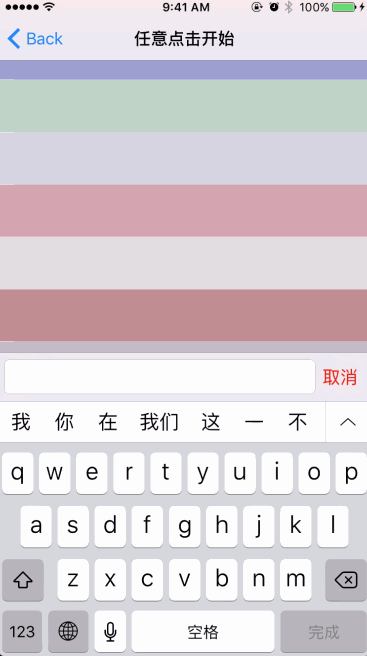 9:41 AM 100%
Back 任意点击开始
取消
我 你 在 我们 这 一 不
q w e r t y u i o p
a s d f g h j k l
z x c v b n m
123 空格 完成